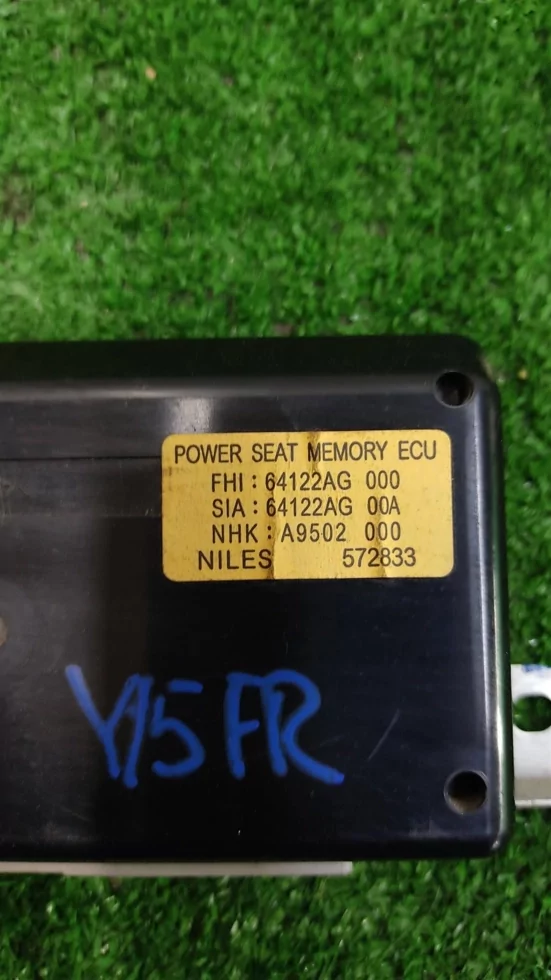 POWER SEAT MEMORY ECU
FHI : 64122AG 000
SIA : 64122AG 00A
NHK : A9502 000
NILES 572833
Y15 FR